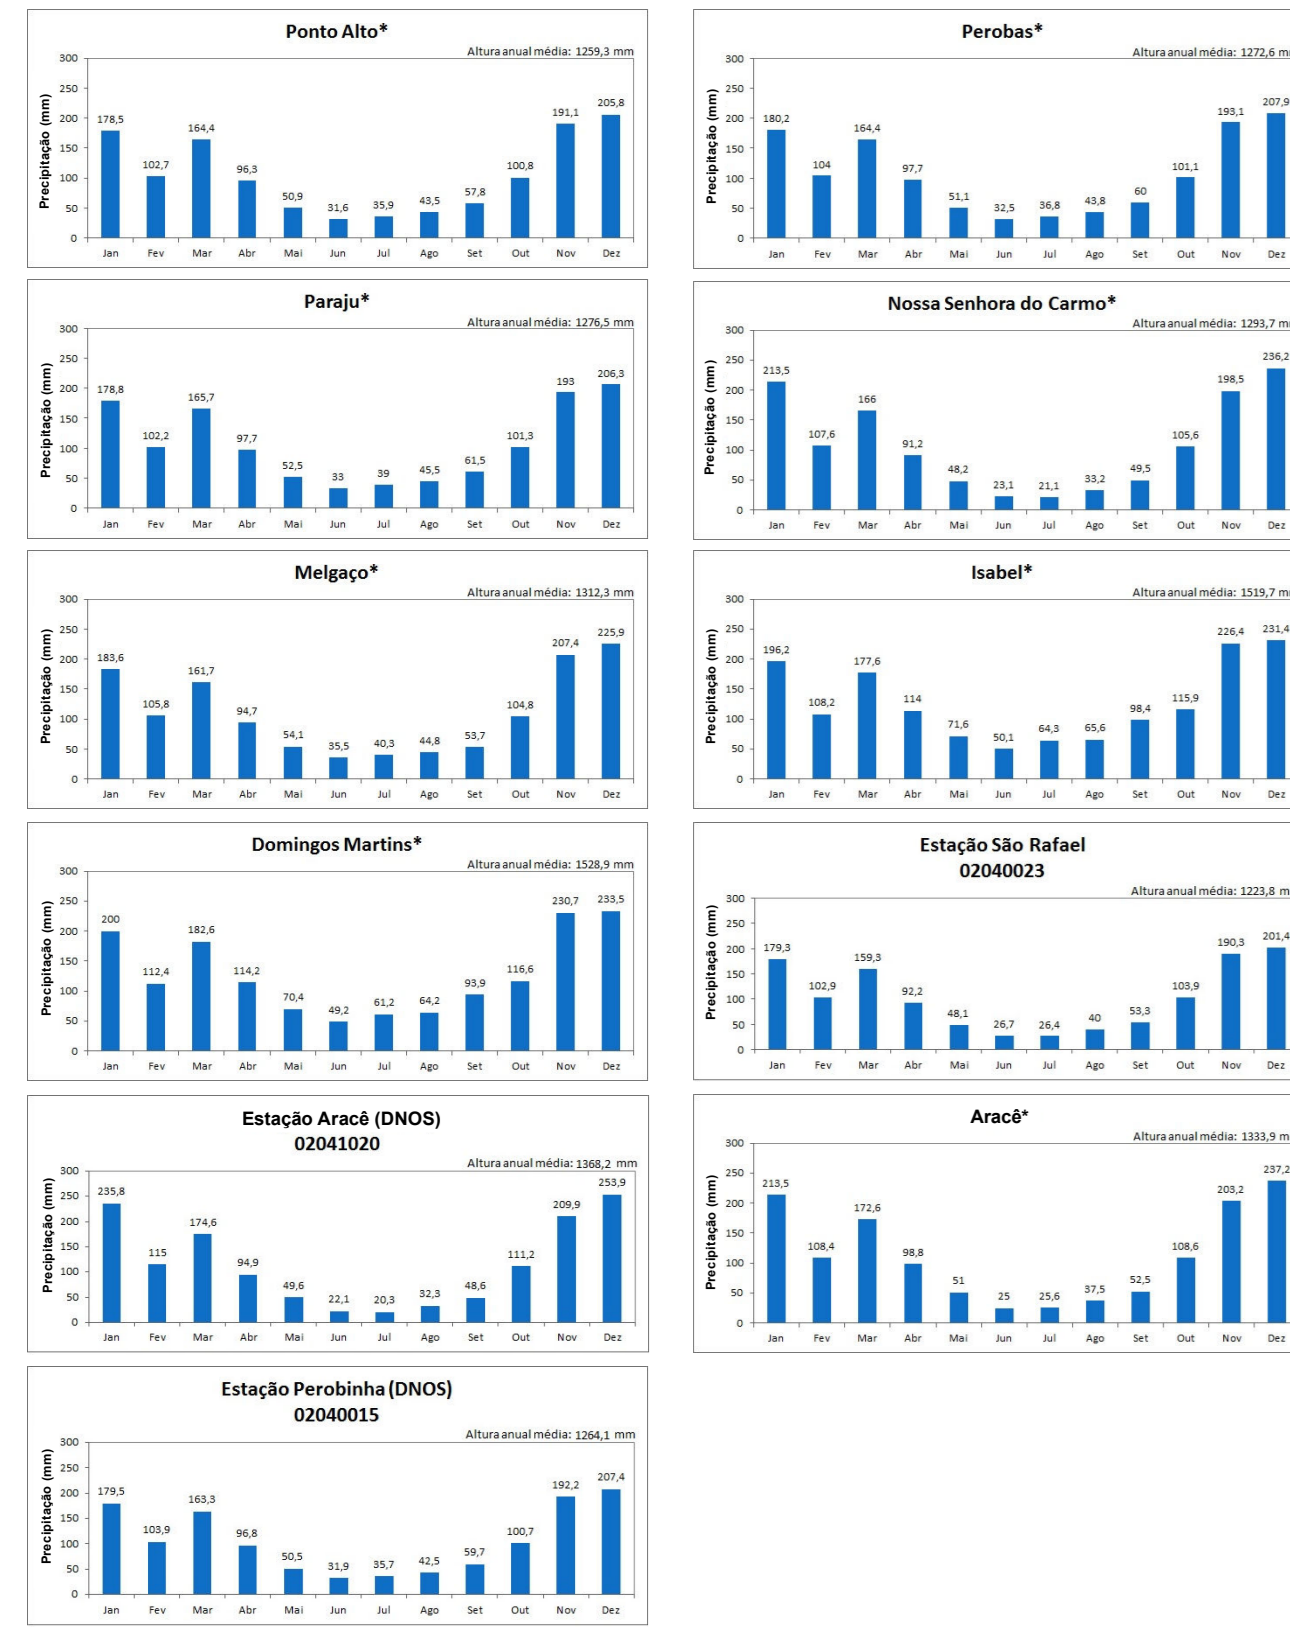 Ponto Alto*
Altura anual média: 1259,3 mm
Precipitação (mm)
300
250
200
150
100
50
0
178,5 102,7 164,4 96,3 50,9 31,6 35,9 43,5 57,8 100,8 191,1 205,8
Jan Fev Mar Abr Mai Jun Jul Ago Set Out Nov Dez
Perobas*
Altura anual média: 1272,6 m
Precipitação (mm)
300
250
200
150
100
50
0
180,2 104 164,4 97,7 51,1 32,5 36,8 43,8 60 101,1 193,1 207,9
Jan Fev Mar Abr Mai Jun Jul Ago Set Out Nov Dez
Paraju*
Altura anual média: 1276,5 mm
Precipitação (mm)
300
250
200
150
100
50
0
178,8 102,2 165,7 97,7 52,5 33 39 45,5 61,5 101,3 193 206,3
Jan Fev Mar Abr Mai Jun Jul Ago Set Out Nov Dez
Nossa Senhora do Carmo*
Altura anual média: 1293,7 m
Precipitação (mm)
300
250
200
150
100
50
0
213,5 107,6 166 91,2 48,2 23,1 21,1 33,2 49,5 105,6 198,5 236,2
Jan Fev Mar Abr Mai Jun Jul Ago Set Out Nov Dez
Melgaço*
Altura anual média: 1312,3 mm
Precipitação (mm)
300
250
200
150
100
50
0
183,6 105,8 161,7 94,7 54,1 35,5 40,3 44,8 53,7 104,8 207,4 225,9
Jan Fev Mar Abr Mai Jun Jul Ago Set Out Nov Dez
Isabel*
Altura anual média: 1519,7 m
Precipitação (mm)
300
250
200
150
100
50
0
196,2 108,2 177,6 114 71,6 50,1 64,3 65,6 98,4 115,9 226,4 231,4
Jan Fev Mar Abr Mai Jun Jul Ago Set Out Nov Dez
Domingos Martins*
Altura anual média: 1528,9 mm
Precipitação (mm)
300
250
200
150
100
50
0
200 112,4 182,6 114,2 70,4 49,2 61,2 64,2 93,9 116,6 230,7 233,5
Jan Fev Mar Abr Mai Jun Jul Ago Set Out Nov Dez
Estação São Rafael
02040023
Altura anual média: 1223,8 m
Precipitação (mm)
300
250
200
150
100
50
0
179,3 102,9 159,3 92,2 48,1 26,7 26,4 40 53,3 103,9 190,3 201,4
Jan Fev Mar Abr Mai Jun Jul Ago Set Out Nov Dez
Estação Aracê (DNOS)
02041020
Altura anual média: 1368,2 mm
Precipitação (mm)
300
250
200
150
100
50
0
235,8 115 174,6 94,9 49,6 22,1 20,3 32,3 48,6 111,2 209,9 253,9
Jan Fev Mar Abr Mai Jun Jul Ago Set Out Nov Dez
Aracê*
Altura anual média: 1333,9 m
Precipitação (mm)
300
250
200
150
100
50
0
213,5 108,4 172,6 98,8 51 25 25,6 37,5 52,5 108,6 203,2 237,2
Jan Fev Mar Abr Mai Jun Jul Ago Set Out Nov Dez
Estação Perobinha (DNOS)
02040015
Altura anual média: 1264,1 mm
Precipitação (mm)
300
250
200
150
100
50
0
179,5 103,9 163,3 96,8 50,5 31,9 35,7 42,5 59,7 100,7 192,2 207,4
Jan Fev Mar Abr Mai Jun Jul Ago Set Out Nov Dez